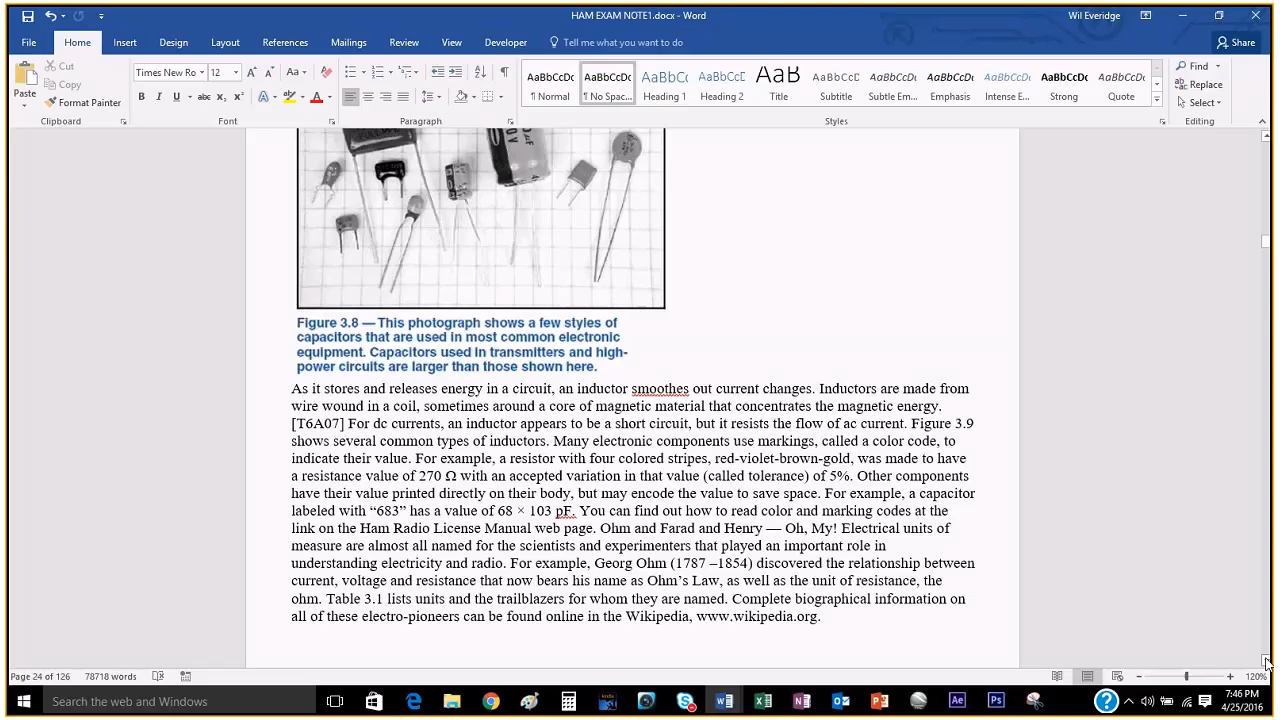 HAM EXAM NOTE1.docx - Word
Wil Everidge
File
Home
Insert
Design
Layout
References
Mailings
Review
View
Developer
Tell me what you want to do
Share
Paste
Cut
Copy
Format Painter
Clipboard
Times New Ro
12
Aa
B I U abc x₂ x²
Font
Paragraph
AaBbCcDc
¶ Normal
AaBbCcDc
¶ No Spac...
AaBbCc
Heading 1
AaBbCcC
Heading 2
AaB
Title
AaBbCcD
Subtitle
AaBbCcDc
Subtle Em...
AaBbCcDc
Emphasis
AaBbCcDc
Intense E...
AaBbCcDc
Strong
AaBbCcDc
Quote
Styles
Find
Replace
Select
Editing
Figure 3.8 — This photograph shows a few styles of
capacitors that are used in most common electronic
equipment. Capacitors used in transmitters and high-
power circuits are larger than those shown here.
As it stores and releases energy in a circuit, an inductor smoothes out current changes. Inductors are made from
wire wound in a coil, sometimes around a core of magnetic material that concentrates the magnetic energy.
[T6A07] For dc currents, an inductor appears to be a short circuit, but it resists the flow of ac current. Figure 3.9
shows several common types of inductors. Many electronic components use markings, called a color code, to
indicate their value. For example, a resistor with four colored stripes, red-violet-brown-gold, was made to have
a resistance value of 270 Ω with an accepted variation in that value (called tolerance) of 5%. Other components
have their value printed directly on their body, but may encode the value to save space. For example, a capacitor
labeled with “683” has a value of 68 × 103 pF. You can find out how to read color and marking codes at the
link on the Ham Radio License Manual web page. Ohm and Farad and Henry — Oh, My! Electrical units of
measure are almost all named for the scientists and experimenters that played an important role in
understanding electricity and radio. For example, Georg Ohm (1787 –1854) discovered the relationship between
current, voltage and resistance that now bears his name as Ohm’s Law, as well as the unit of resistance, the
ohm. Table 3.1 lists units and the trailblazers for whom they are named. Complete biographical information on
all of these electro-pioneers can be found online in the Wikipedia, www.wikipedia.org.
Page 24 of 126
78718 words
120%
Search the web and Windows
7:46 PM
4/25/2016